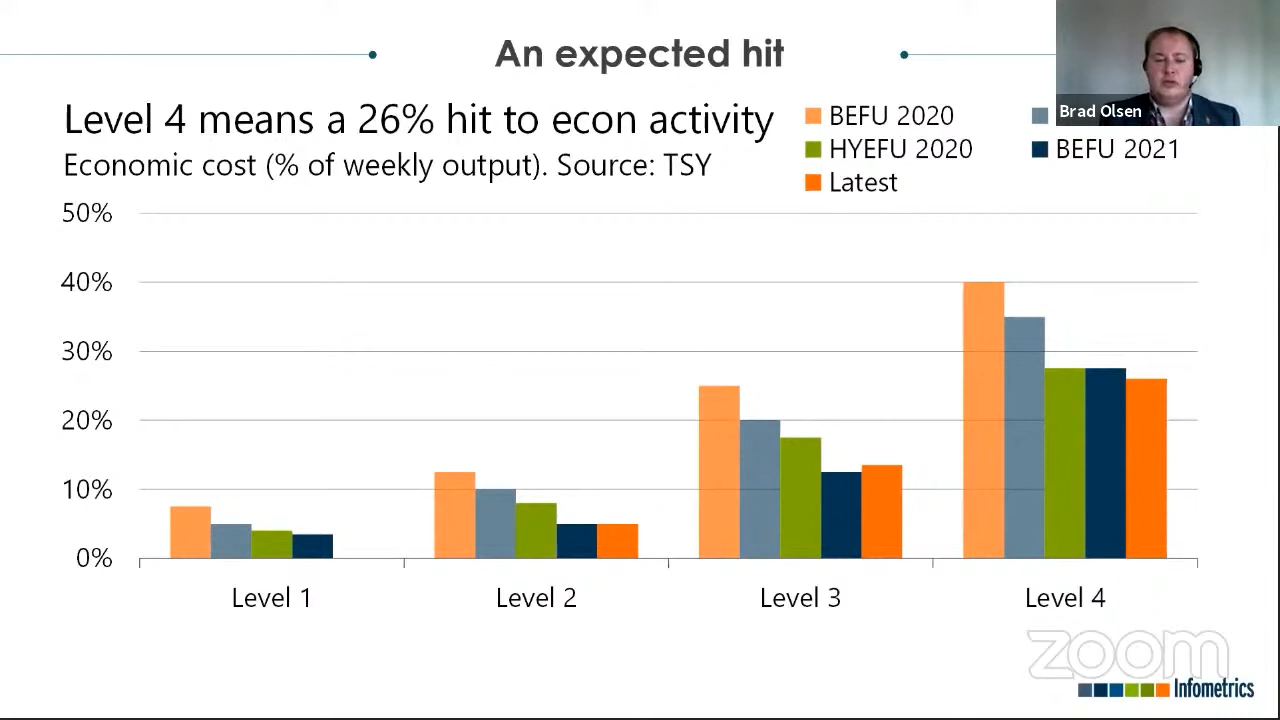 An expected hit
Level 4 means a 26% hit to econ activity
Economic cost (% of weekly output). Source: TSY
BEFU 2020
HYEFU 2020
BEFU 2021
Latest
Brad Olsen
50%
40%
30%
20%
10%
0%
Level 1
Level 2
Level 3
Level 4
zoom
Infometrics